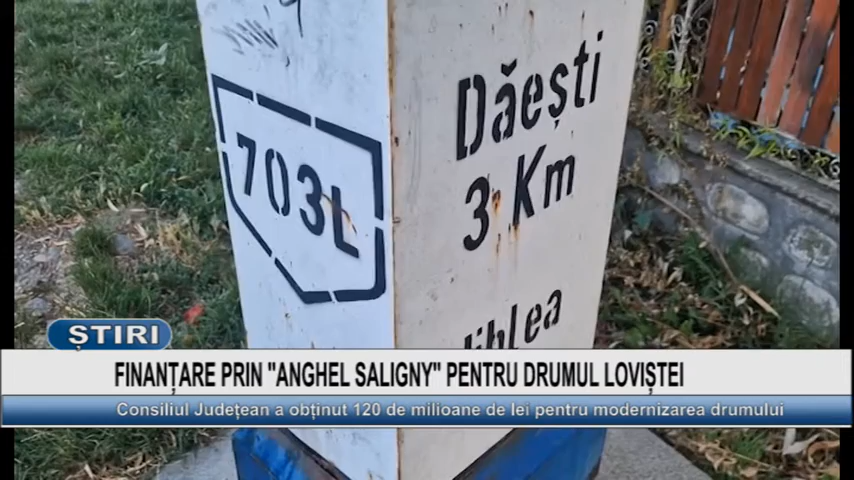 Dăești
3 Km
703L
ȘTIRI
FINANȚARE PRIN "ANGHEL SALIGNY" PENTRU DRUMUL LOVIȘTEI
Consiliul Județean a obținut 120 de milioane de lei pentru modernizarea drumului